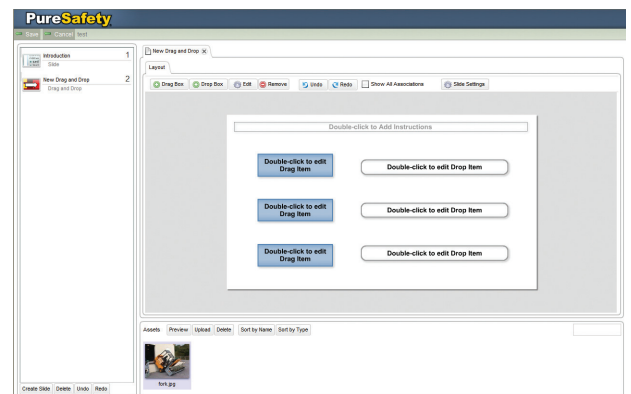 PureSafety
Save Cancel test
Introduction 1
Slide
New Drag and Drop 2
Drag and Drop
New Drag and Drop
Layout
Drag Box Drop Box Edit Remove Undo Redo Show All Associations Slide Settings
Double-click to Add Instructions
Double-click to edit
Drag Item
Double-click to edit Drop Item
Double-click to edit
Drag Item
Double-click to edit Drop Item
Double-click to edit
Drag Item
Double-click to edit Drop Item
Assets Preview Upload Delete Sort by Name Sort by Type
fork.jpg
Create Slide Delete Undo Redo